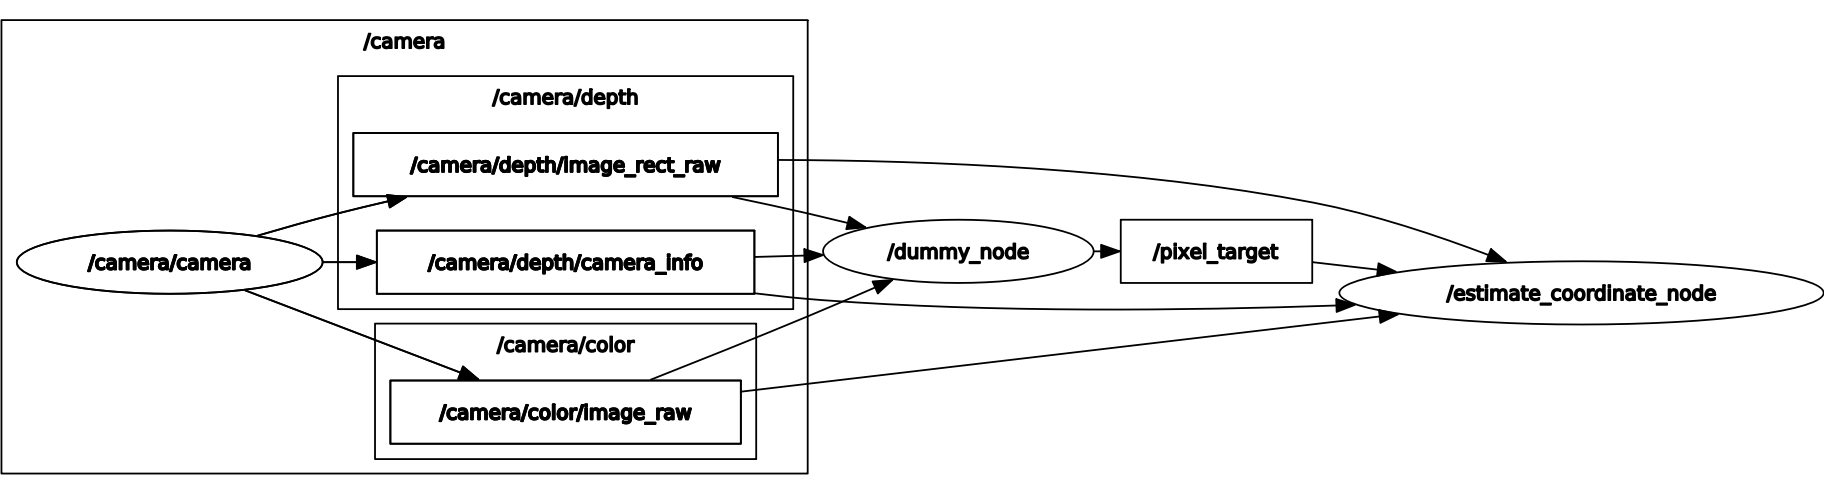 /camera
/camera/depth
/camera/depth/image_rect_raw
/camera/camera
/camera/depth/camera_info
/dummy_node
/pixel_target
/estimate_coordinate_node
/camera/color
/camera/color/image_raw